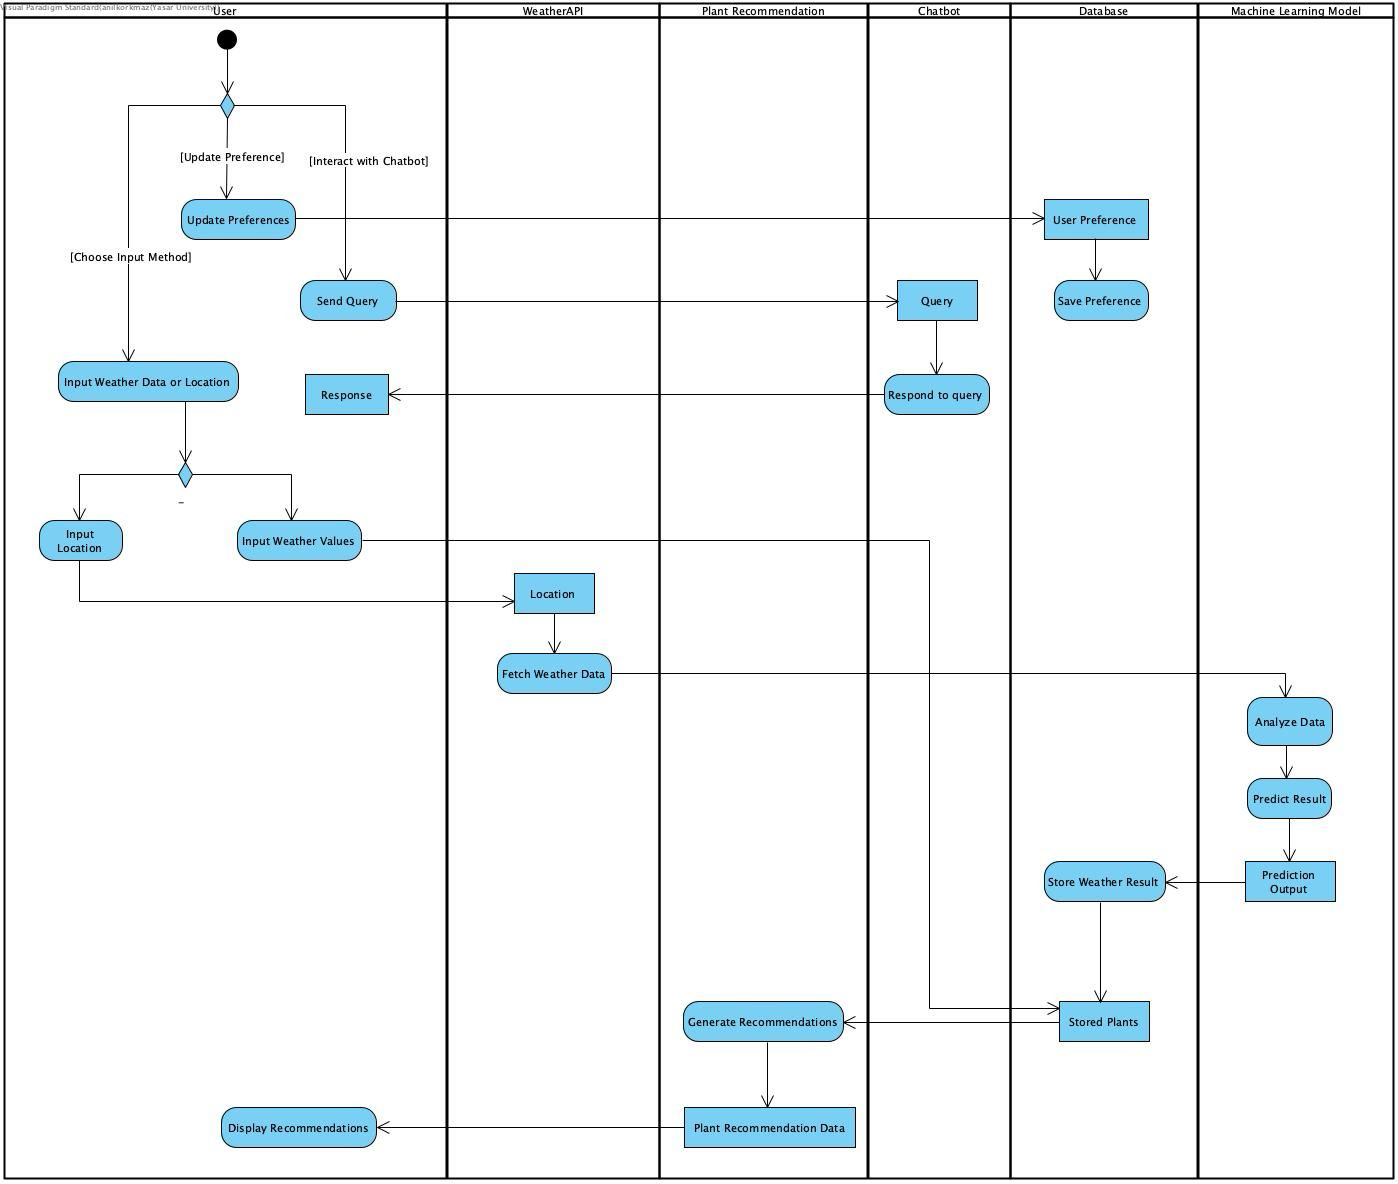 Visual Paradigm Standard(anilkorkmaz(Yasar University))
User
WeatherAPI
Plant Recommendation
Chatbot
Database
Machine Learning Model
[Update Preference]
[Interact with Chatbot]
Update Preferences
User Preference
[Choose Input Method]
Send Query
Query
Save Preference
Input Weather Data or Location
Response
Respond to query
Input
Location
Input Weather Values
Location
Fetch Weather Data
Analyze Data
Predict Result
Store Weather Result
Prediction
Output
Generate Recommendations
Stored Plants
Display Recommendations
Plant Recommendation Data